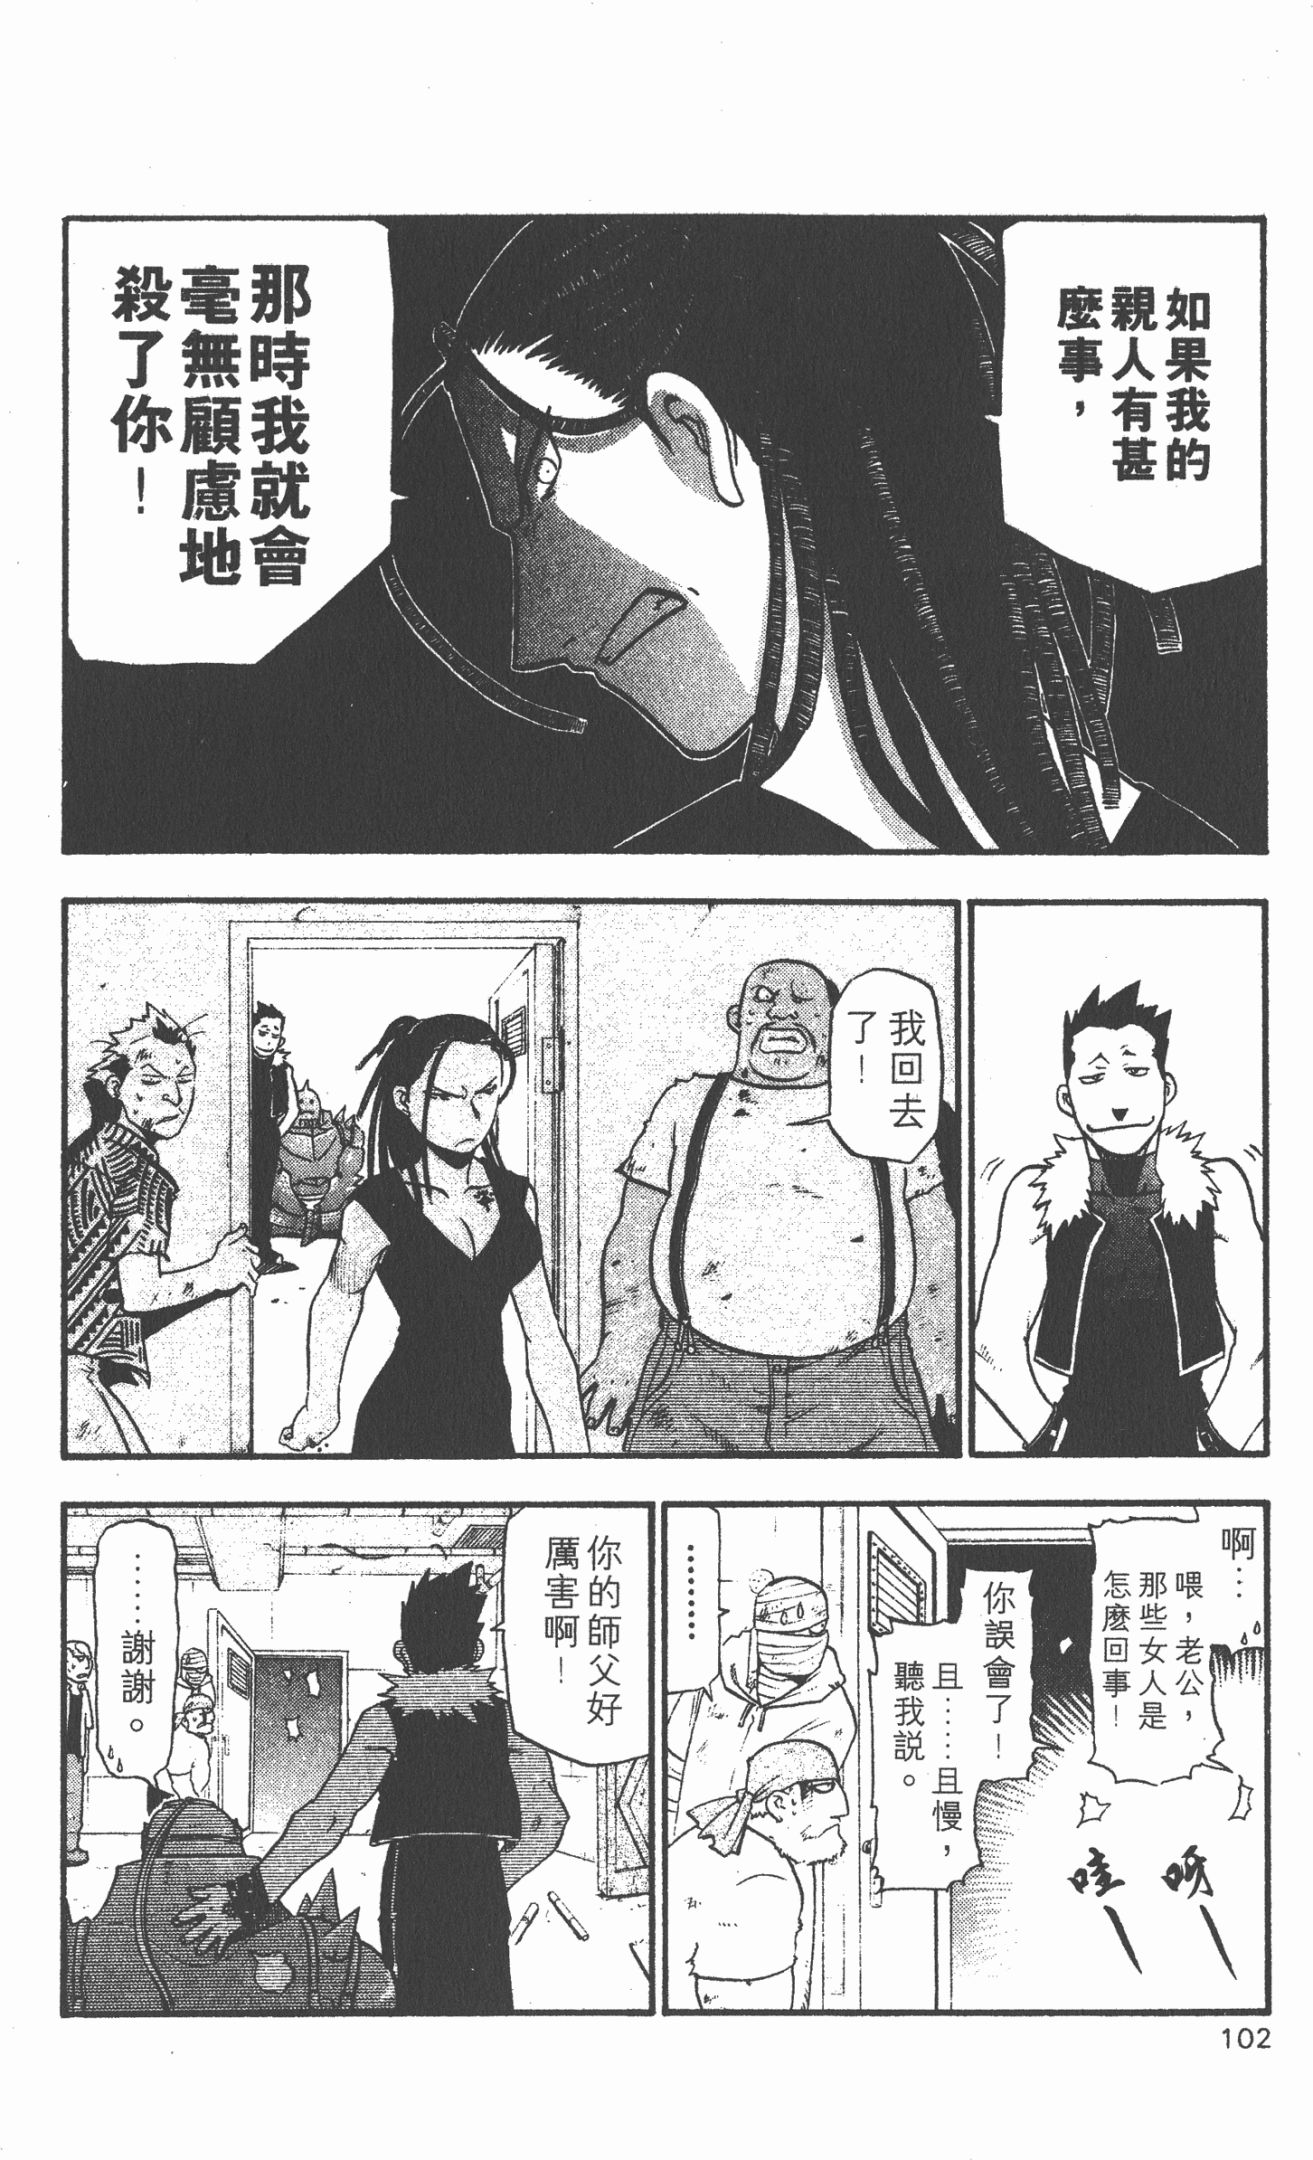 如果我的
親人有甚
麼事，
那時我就會
毫無顧慮地
殺了你！
我回去
了！
啊…
喂，老公，
那些女人是
怎麼回事！
你誤會了！
且……且慢，
聽我説。
呀—
哇—
………
你的師父好
厲害啊！
……謝謝。
102